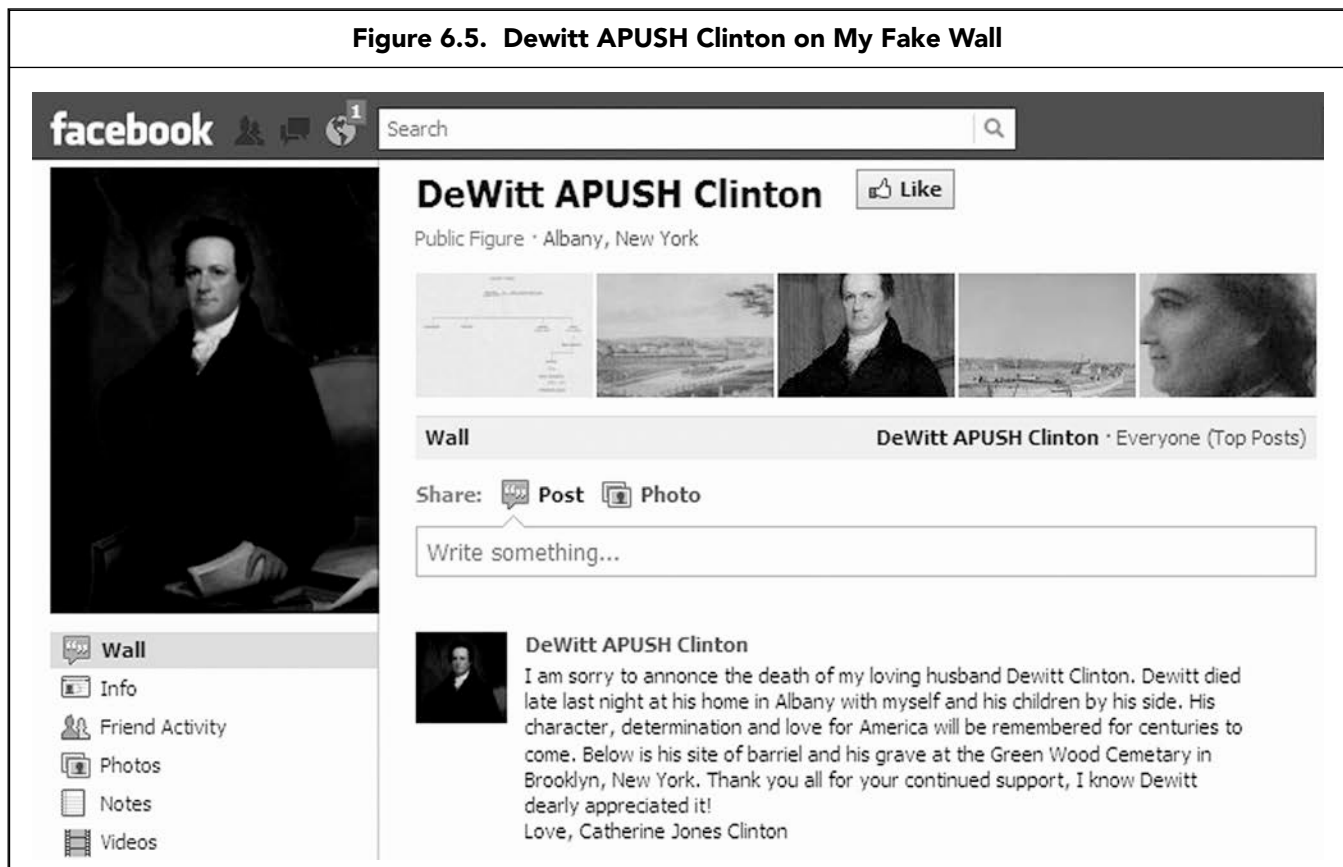 Figure 6.5. Dewitt APUSH Clinton on My Fake Wall
facebook
1
Search
DeWitt APUSH Clinton
Like
Public Figure · Albany, New York
Wall
DeWitt APUSH Clinton · Everyone (Top Posts)
Share: Post Photo
Write something...
Wall
Info
Friend Activity
Photos
Notes
Videos
DeWitt APUSH Clinton
I am sorry to annonce the death of my loving husband Dewitt Clinton. Dewitt died
late last night at his home in Albany with myself and his children by his side. His
character, determination and love for America will be remembered for centuries to
come. Below is his site of barriel and his grave at the Green Wood Cemetary in
Brooklyn, New York. Thank you all for your continued support, I know Dewitt
dearly appreciated it!
Love, Catherine Jones Clinton